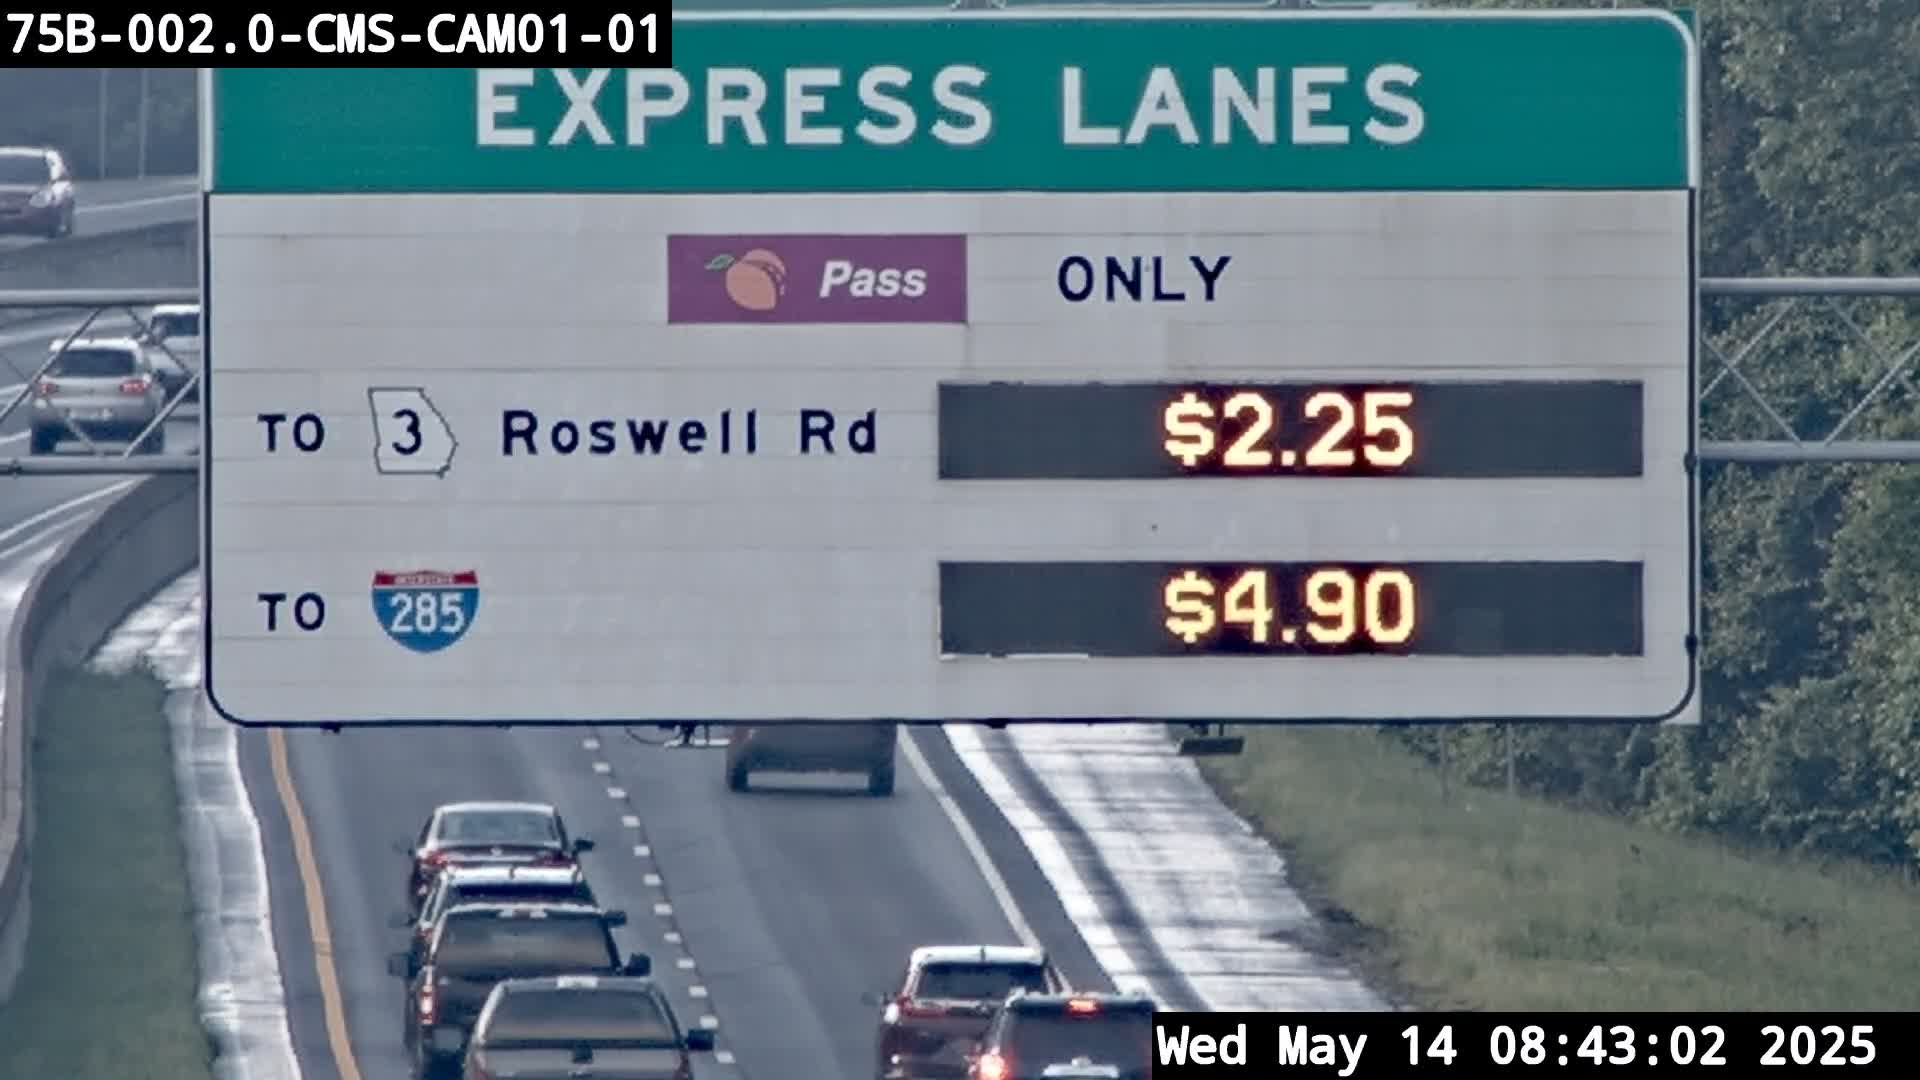 75B-002.0-CMS-CAM01-01
EXPRESS LANES
Pass ONLY
TO 3 Roswell Rd $2.25
INTERSTATE
TO 285 $4.90
Wed May 14 08:43:02 2025